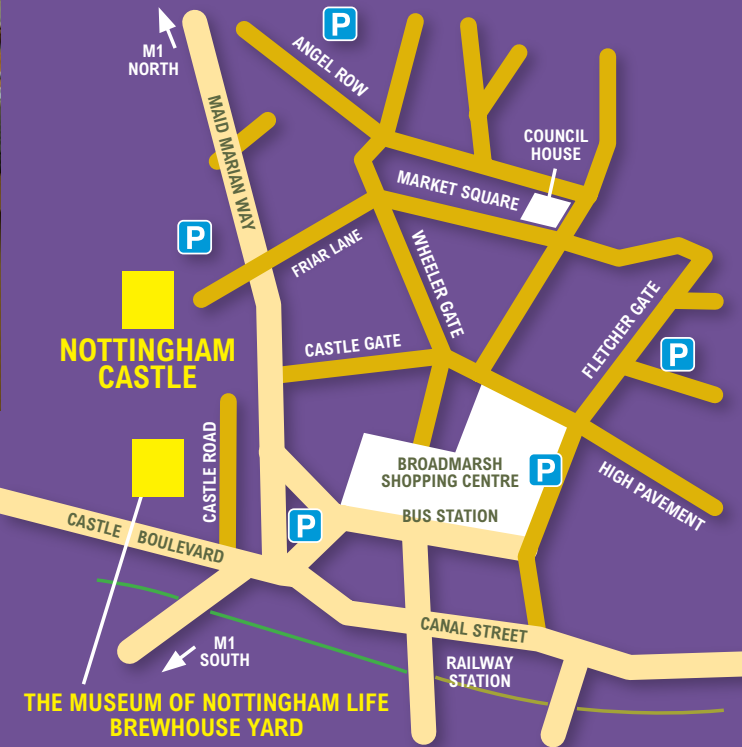 P
M1
NORTH
ANGEL ROW
MAID MARIAN WAY
COUNCIL
HOUSE
MARKET SQUARE
P
FRIAR LANE
WHEELER GATE
NOTTINGHAM
CASTLE
CASTLE GATE
FLETCHER GATE
P
CASTLE ROAD
BROADMARSH
SHOPPING CENTRE
P
HIGH PAVEMENT
BUS STATION
P
CASTLE BOULEVARD
CANAL STREET
M1
SOUTH
RAILWAY
STATION
THE MUSEUM OF NOTTINGHAM LIFE
BREWHOUSE YARD